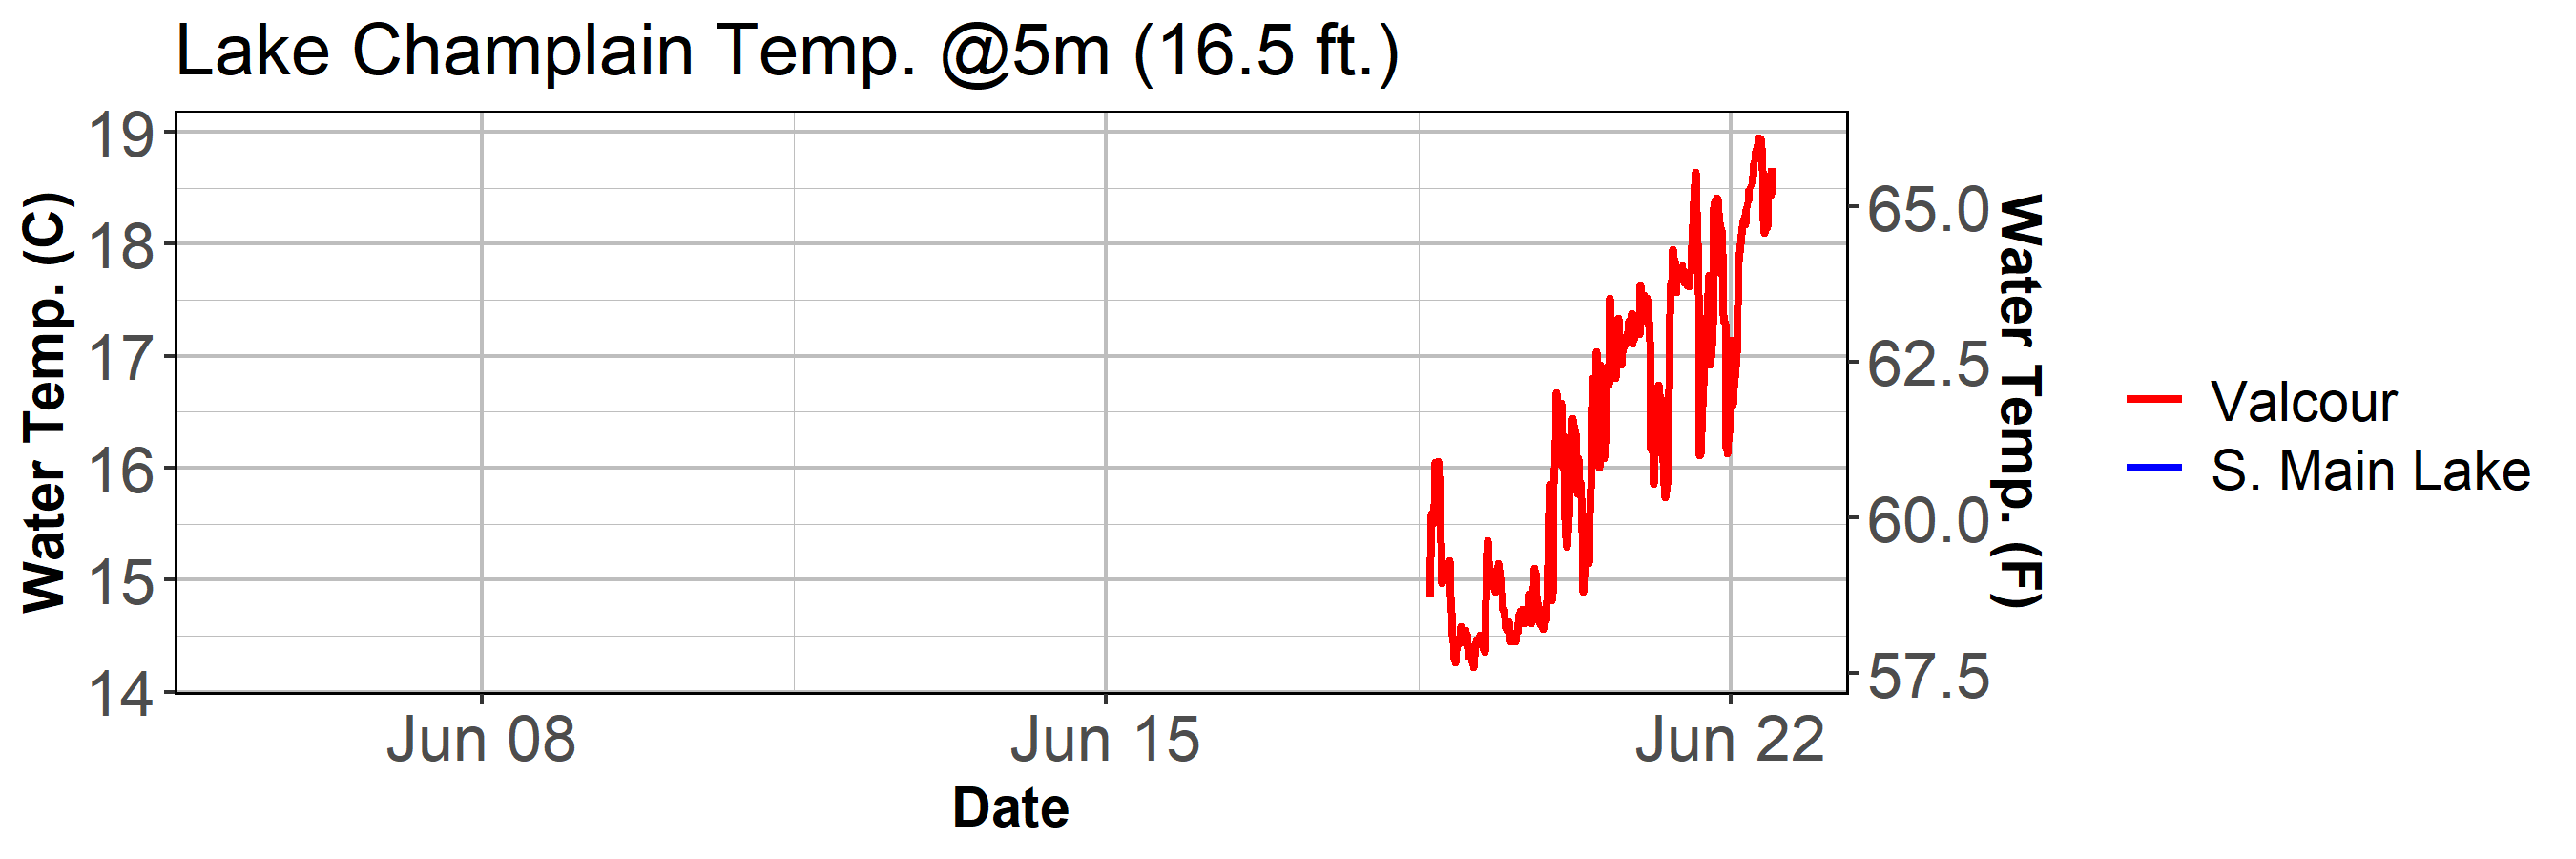 Lake Champlain Temp. @5m (16.5 ft.)
Water Temp. (C)
19
18
17
16
15
14
65.0
62.5
60.0
57.5
Water Temp. (F)
Jun 08
Jun 15
Jun 22
Date
Valcour
S. Main Lake